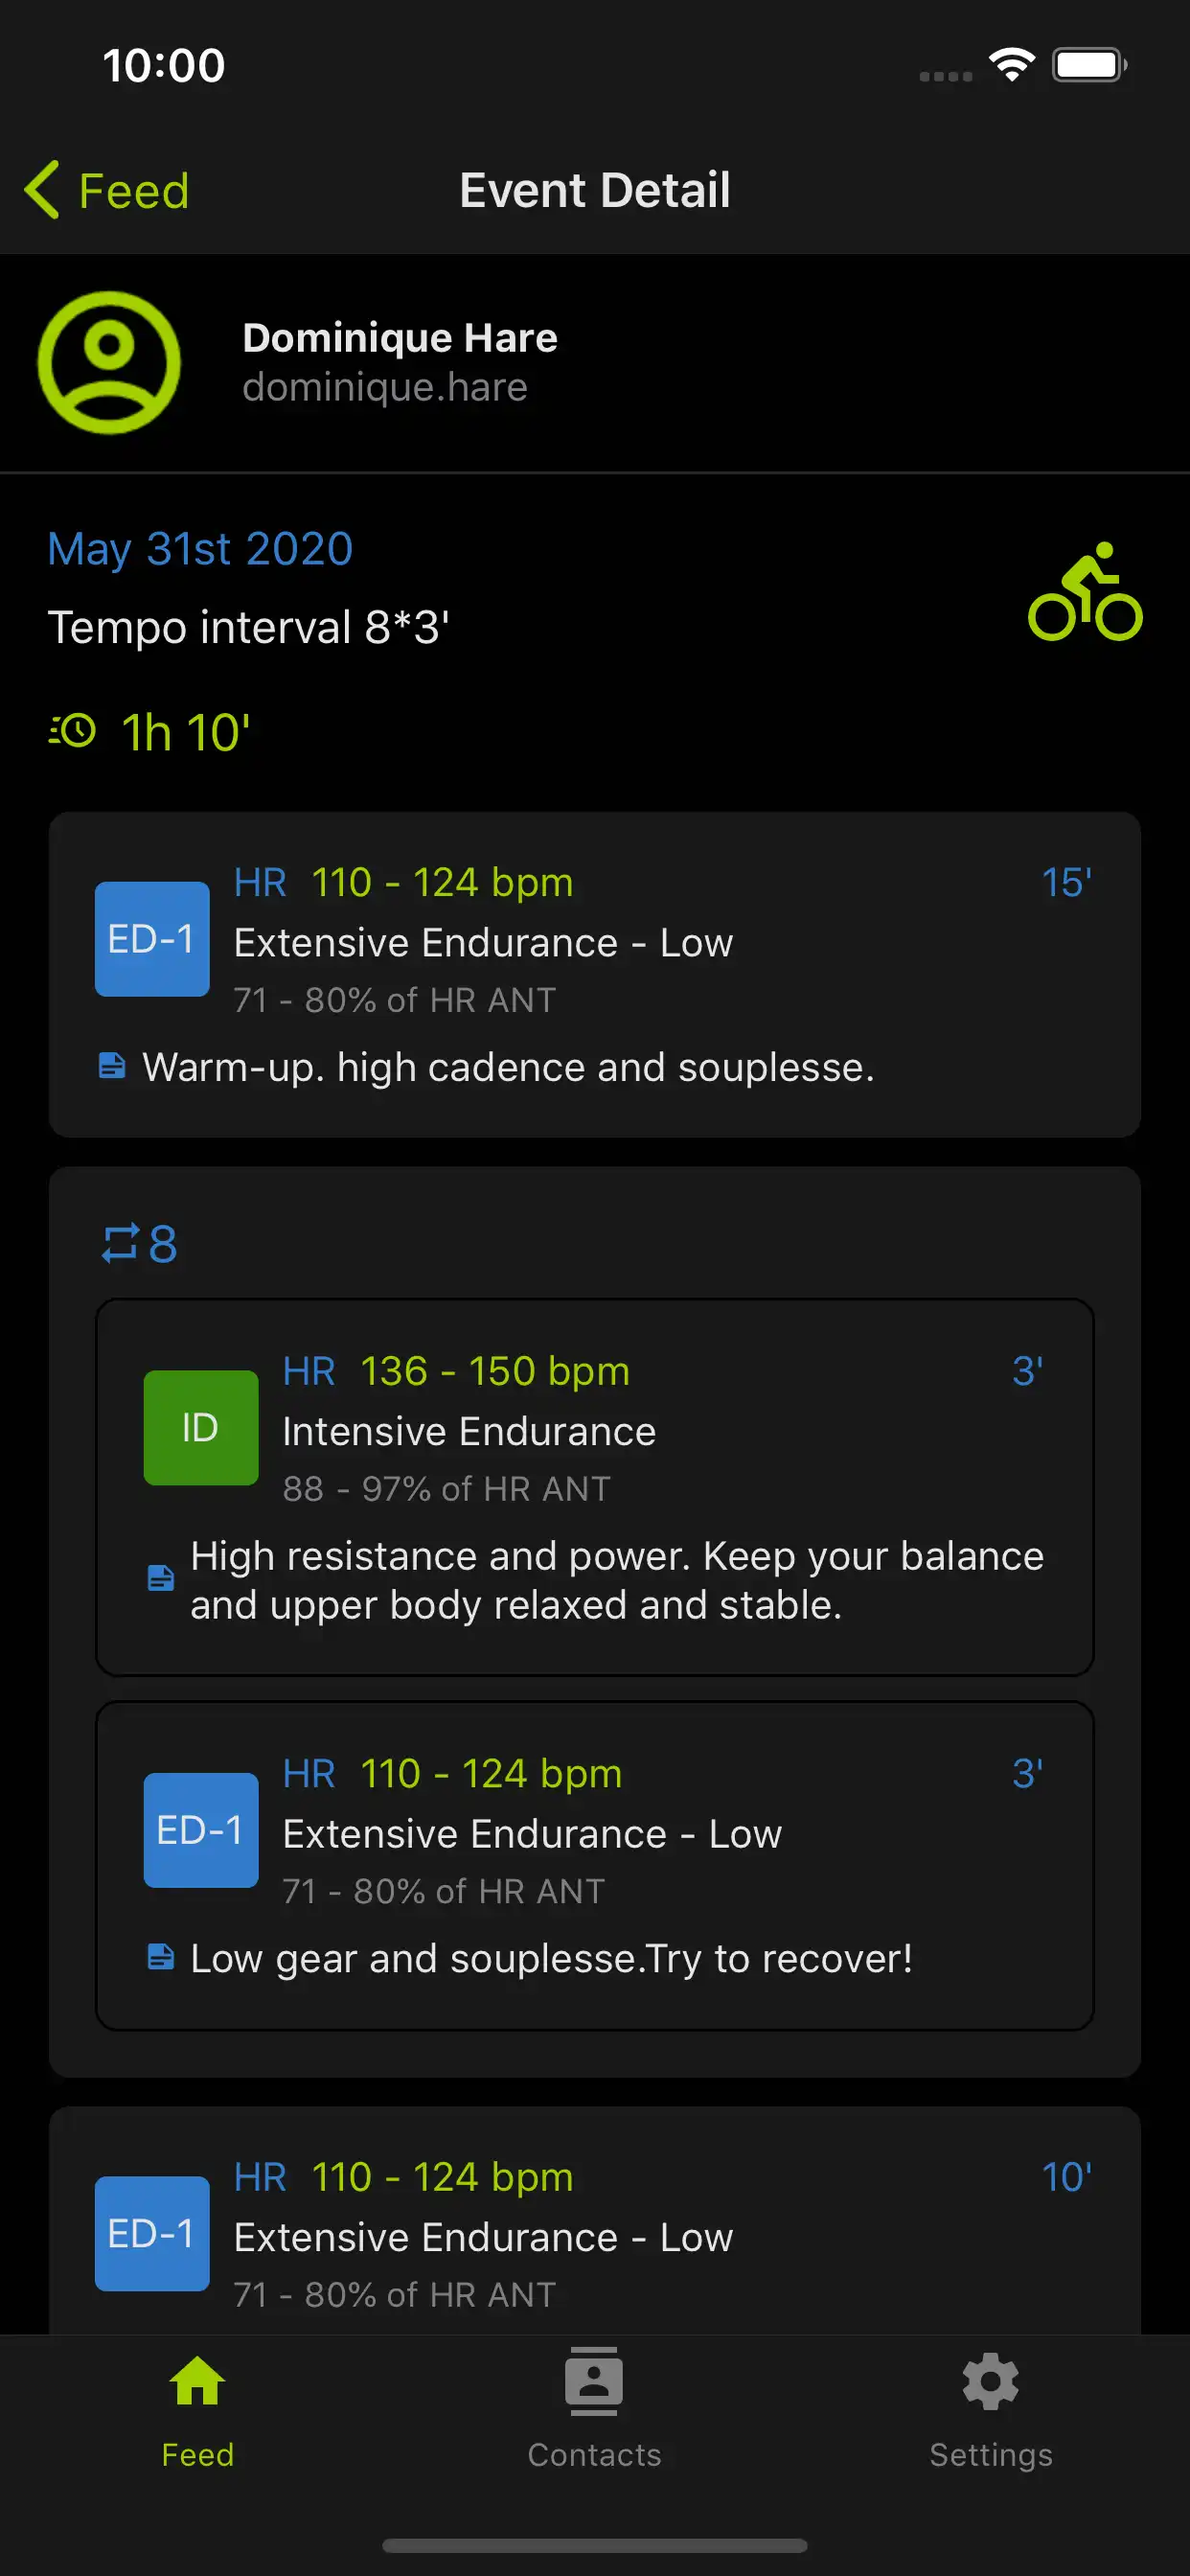 10:00
Feed
Event Detail
Dominique Hare
dominique.hare
May 31st 2020
Tempo interval 8*3'
1h 10'
HR 110 - 124 bpm 15'
ED-1
Extensive Endurance - Low
71 - 80% of HR ANT
Warm-up. high cadence and souplesse.
8
HR 136 - 150 bpm 3'
ID
Intensive Endurance
88 - 97% of HR ANT
High resistance and power. Keep your balance
and upper body relaxed and stable.
HR 110 - 124 bpm 3'
ED-1
Extensive Endurance - Low
71 - 80% of HR ANT
Low gear and souplesse.Try to recover!
HR 110 - 124 bpm 10'
ED-1
Extensive Endurance - Low
71 - 80% of HR ANT
Feed
Contacts
Settings